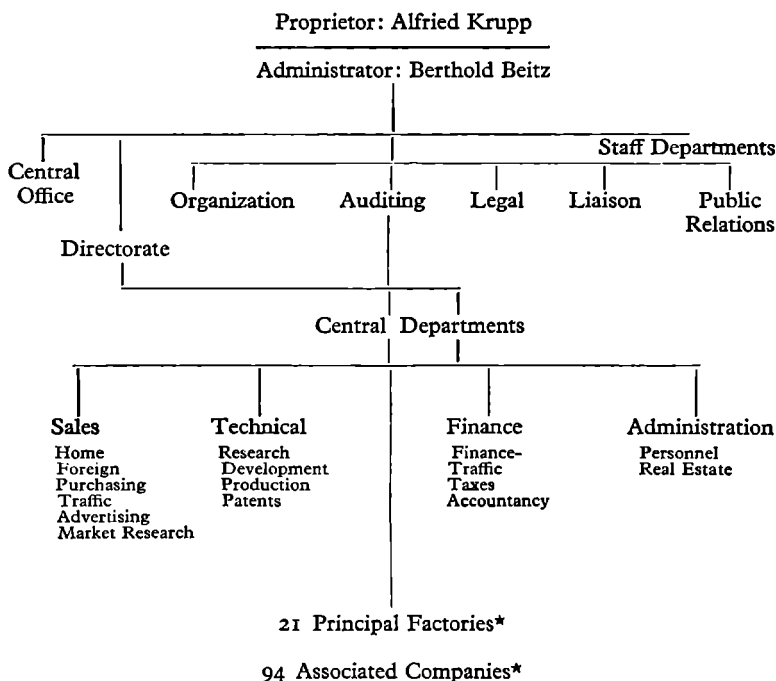 Proprietor: Alfried Krupp
Administrator: Berthold Beitz
Staff Departments
Central
Office
Organization Auditing Legal Liaison Public
Relations
Directorate
Central Departments
Sales Technical Finance Administration
Home Research Finance- Personnel
Foreign Development Traffic Real Estate
Purchasing Production Taxes
Traffic Patents Accountancy
Advertising
Market Research
21 Principal Factories*
94 Associated Companies*